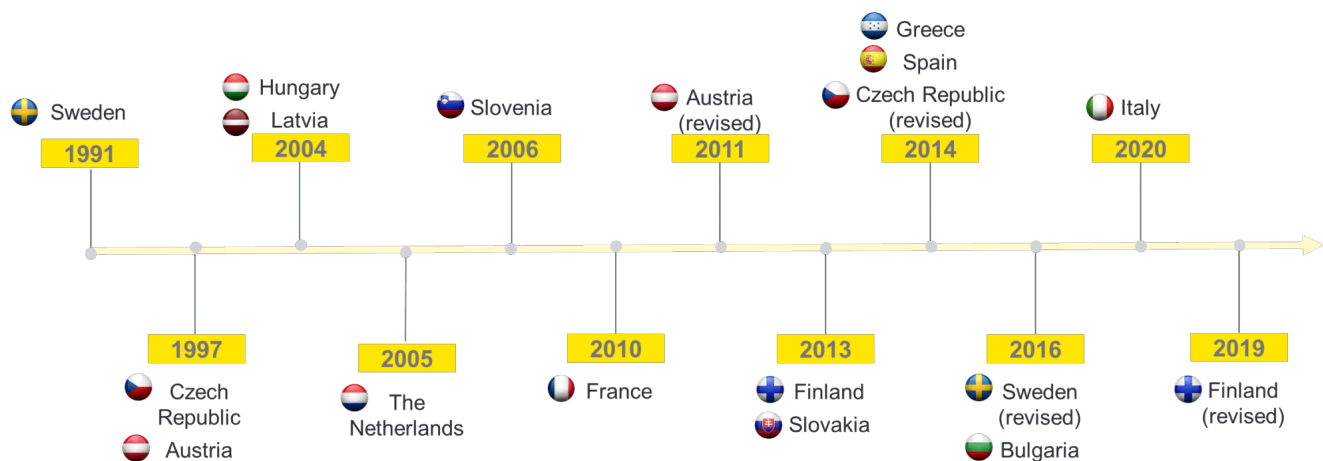 Greece
Spain
Czech Republic
(revised)
Hungary
Latvia
Sweden
Slovenia
Austria
(revised)
Italy
1991
2004
2006
2011
2014
2020
1997
2005
2010
2013
2016
2019
Czech
Republic
Austria
The
Netherlands
France
Finland
Slovakia
Sweden
(revised)
Bulgaria
Finland
(revised)